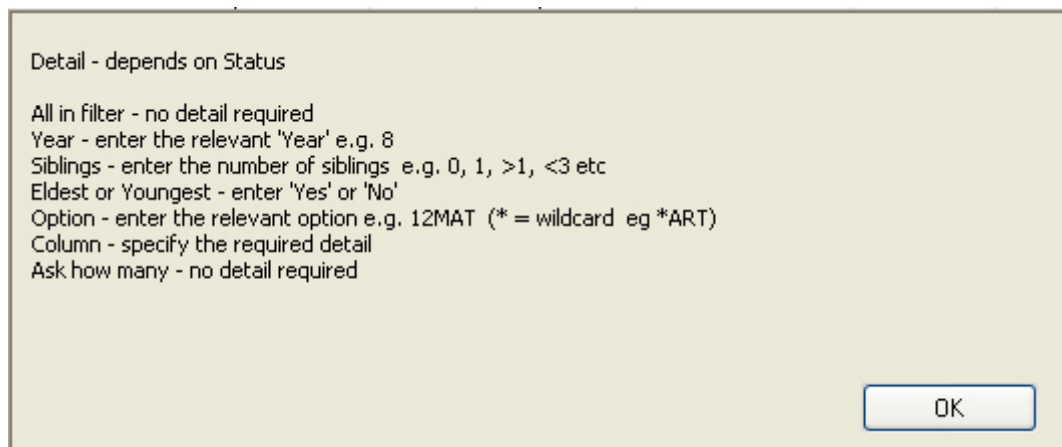 Detail - depends on Status
All in filter - no detail required
Year - enter the relevant 'Year' e.g. 8
Siblings - enter the number of siblings e.g. 0, 1, >1, <3 etc
Eldest or Youngest - enter 'Yes' or 'No'
Option - enter the relevant option e.g. 12MAT (* = wildcard eg *ART)
Column - specify the required detail
Ask how many - no detail required
OK